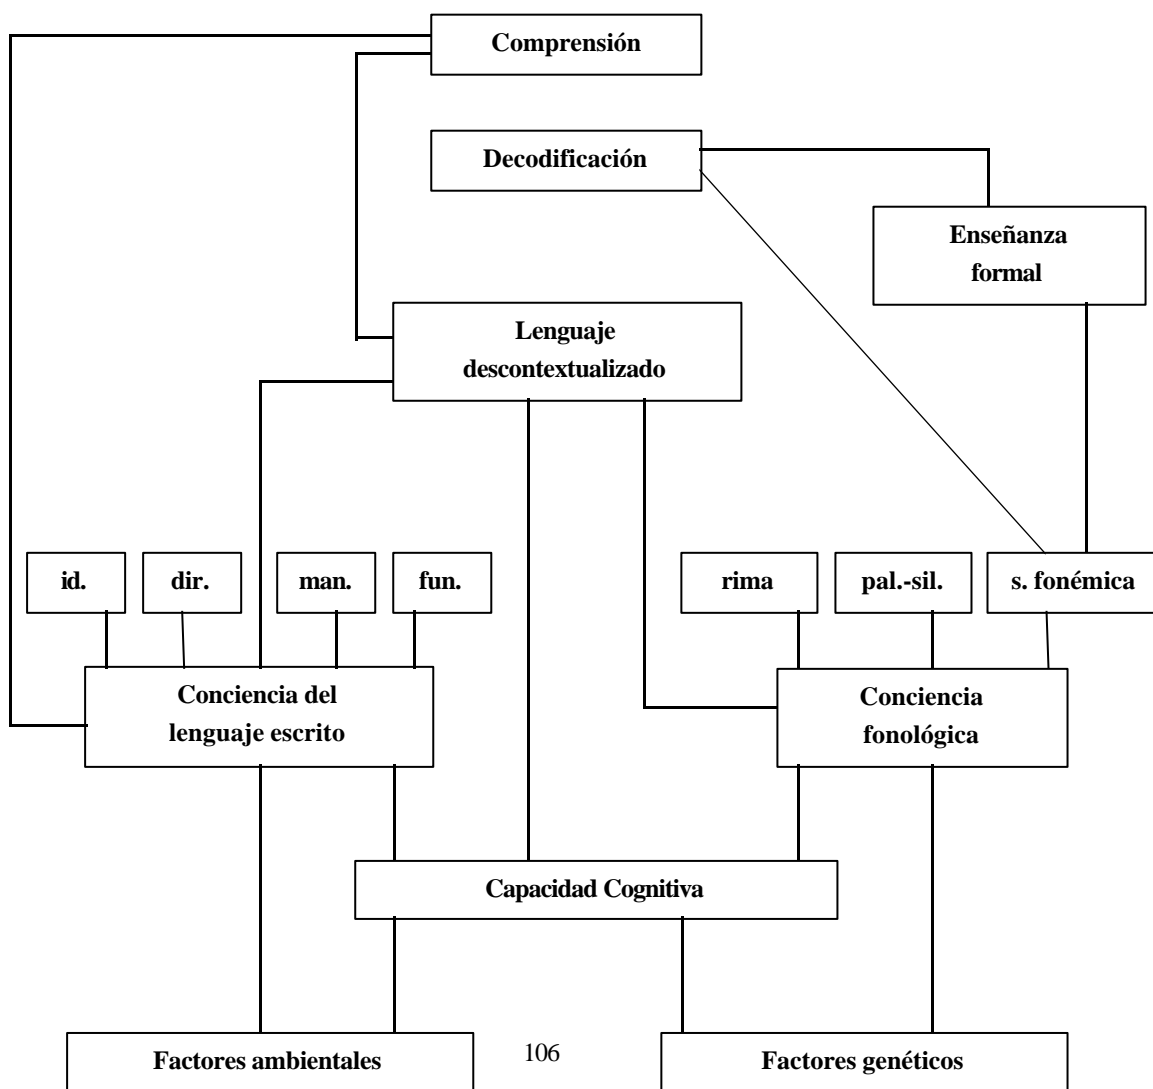 Comprensión
Decodificación
Enseñanza
formal
Lenguaje
descontextualizado
id.
dir.
man.
fun.
rima
pal.-sil.
s. fonémica
Conciencia del
lenguaje escrito
Conciencia
fonológica
Capacidad Cognitiva
Factores ambientales
106
Factores genéticos